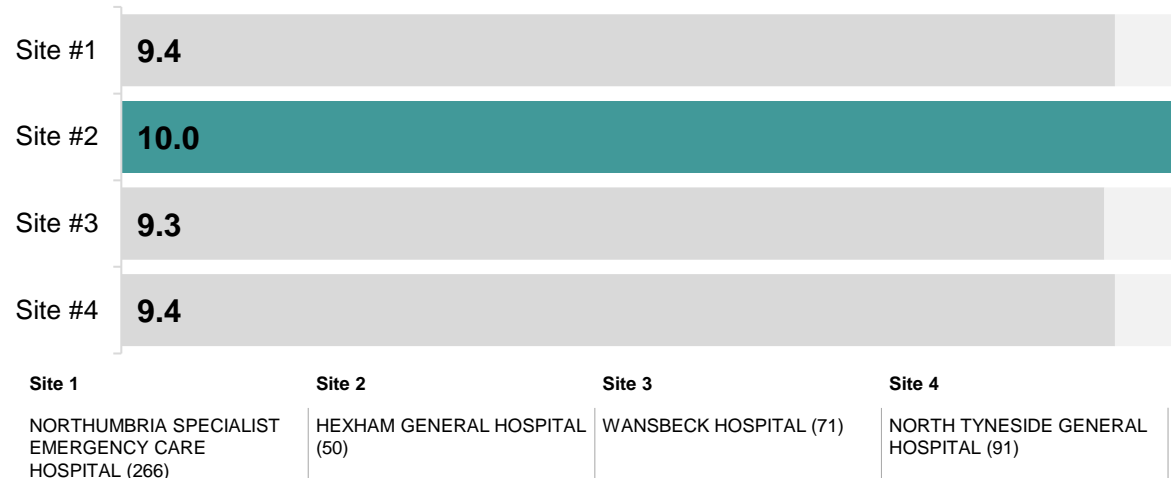 Site #1 9.4
Site #2 10.0
Site #3 9.3
Site #4 9.4
Site 1 Site 2 Site 3 Site 4
NORTHUMBRIA SPECIALIST
EMERGENCY CARE
HOSPITAL (266)
HEXHAM GENERAL HOSPITAL
(50)
WANSBECK HOSPITAL (71)
NORTH TYNESIDE GENERAL
HOSPITAL (91)